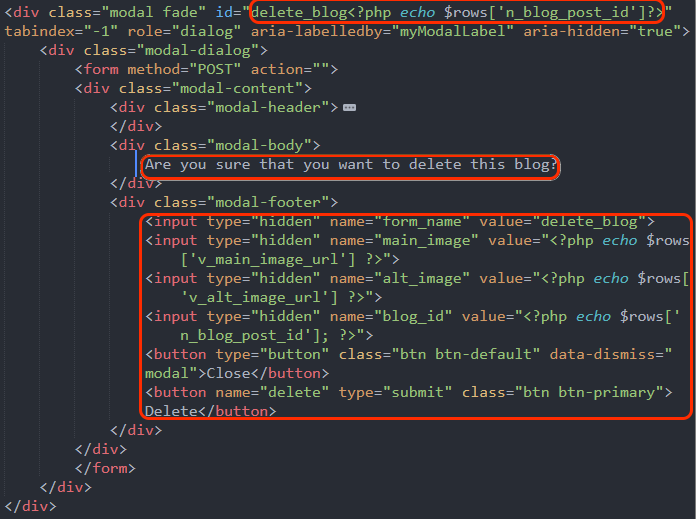 <div class="modal fade" id="delete_blog<?php echo $rows['n_blog_post_id']?>"
tabindex="-1" role="dialog" aria-labelledby="myModalLabel" aria-hidden="true">
<div class="modal-dialog">
<form method="POST" action="">
<div class="modal-content">
<div class="modal-header">
</div>
<div class="modal-body">
Are you sure that you want to delete this blog?
</div>
<div class="modal-footer">
<input type="hidden" name="form_name" value="delete_blog">
<input type="hidden" name="main_image" value="<?php echo $rows
['v_main_image_url'] ?>">
<input type="hidden" name="alt_image" value="<?php echo $rows[
'v_alt_image_url'] ?>">
<input type="hidden" name="blog_id" value="<?php echo $rows['
n_blog_post_id']; ?>">
<button type="button" class="btn btn-default" data-dismiss="
modal">Close</button>
<button name="delete" type="submit" class="btn btn-primary">
Delete</button>
</div>
</div>
</form>
</div>
</div>